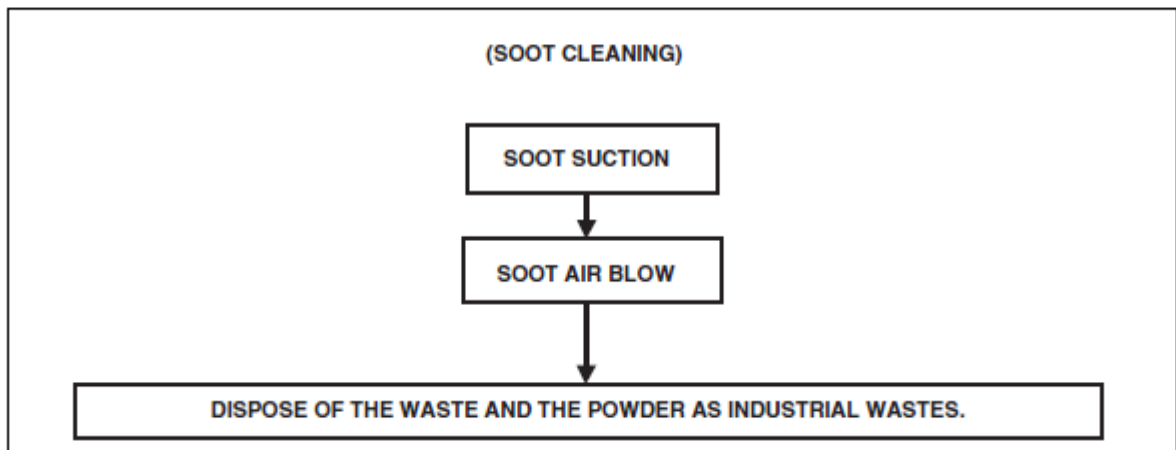 (SOOT CLEANING)
SOOT SUCTION
SOOT AIR BLOW
DISPOSE OF THE WASTE AND THE POWDER AS INDUSTRIAL WASTES.